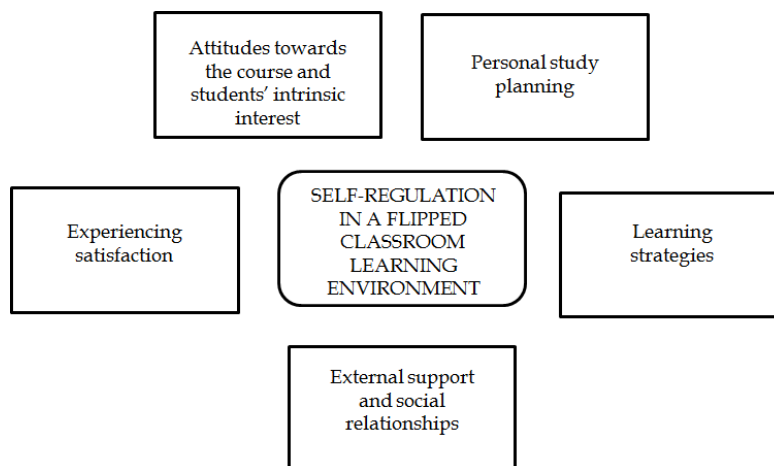 Attitudes towards
the course and
students’ intrinsic
interest
Personal study
planning
Experiencing
satisfaction
SELF-REGULATION
IN A FLIPPED
CLASSROOM
LEARNING
ENVIRONMENT
Learning
strategies
External support
and social
relationships